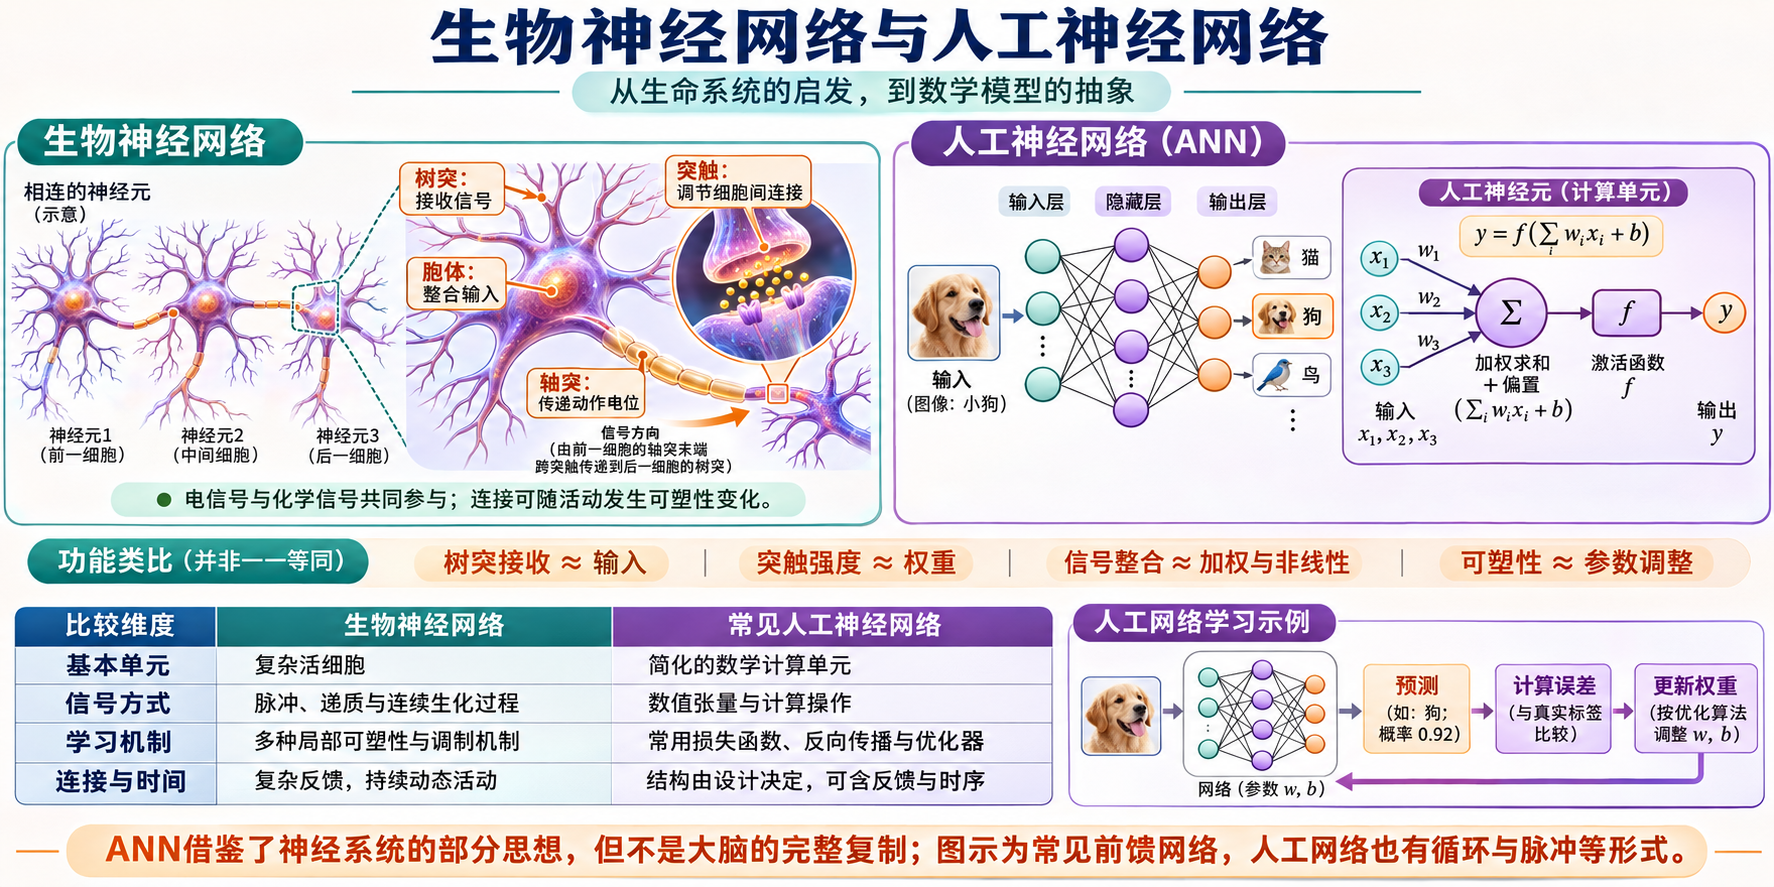 生物神经网络与人工神经网络
从生命系统的启发，到数学模型的抽象
生物神经网络
相连的神经元
（示意）
树突：
接收信号
胞体：
整合输入
突触：
调节细胞间连接
轴突：
传递动作电位
信号方向
（由前一细胞的轴突末端
跨突触传递到后一细胞的树突）
神经元1
（前一细胞）
神经元2
（中间细胞）
神经元3
（后一细胞）
● 电信号与化学信号共同参与；连接可随活动发生可塑性变化。
人工神经网络（ANN）
输入层
隐藏层
输出层
输入
（图像：小狗）
猫
狗
鸟
人工神经元（计算单元）
y = f(∑ᵢ wᵢxᵢ + b)
x₁
x₂
x₃
w₁
w₂
w₃
Σ
f
y
加权求和
＋偏置
(∑ᵢ wᵢxᵢ + b)
激活函数
f
输入
x₁, x₂, x₃
输出
y
功能类比（并非一一等同）
树突接收 ≈ 输入 | 突触强度 ≈ 权重 | 信号整合 ≈ 加权与非线性 | 可塑性 ≈ 参数调整
比较维度 生物神经网络 常见人工神经网络
基本单元 复杂活细胞 简化的数学计算单元
信号方式 脉冲、递质与连续生化过程 数值张量与计算操作
学习机制 多种局部可塑性与调制机制 常用损失函数、反向传播与优化器
连接与时间 复杂反馈，持续动态活动 结构由设计决定，可含反馈与时序
人工网络学习示例
网络（参数 w, b）
预测
（如：狗；
概率 0.92）
计算误差
（与真实标签
比较）
更新权重
（按优化算法
调整 w, b）
ANN借鉴了神经系统的部分思想，但不是大脑的完整复制；图示为常见前馈网络，人工网络也有循环与脉冲等形式。